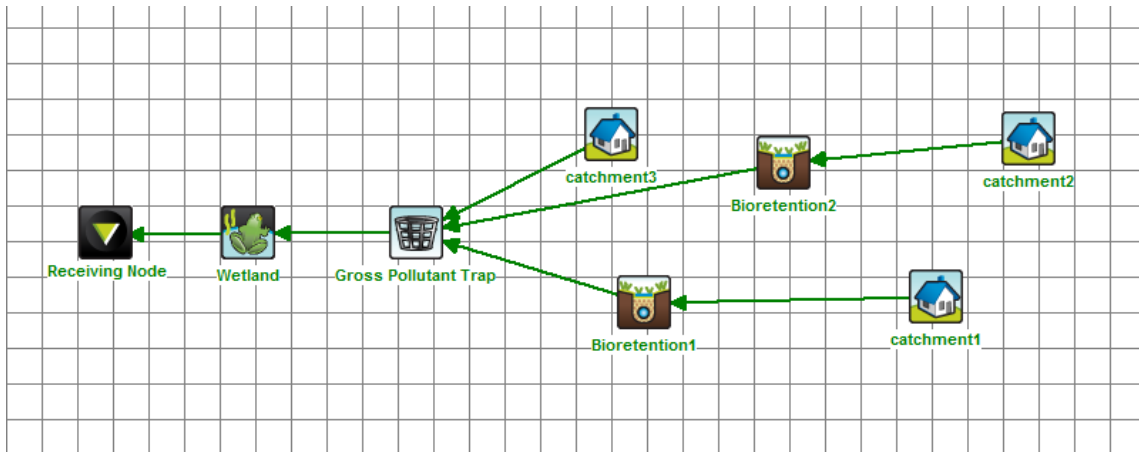 catchment3
catchment2
Bioretention2
Receiving Node
Wetland
Gross Pollutant Trap
Bioretention1
catchment1